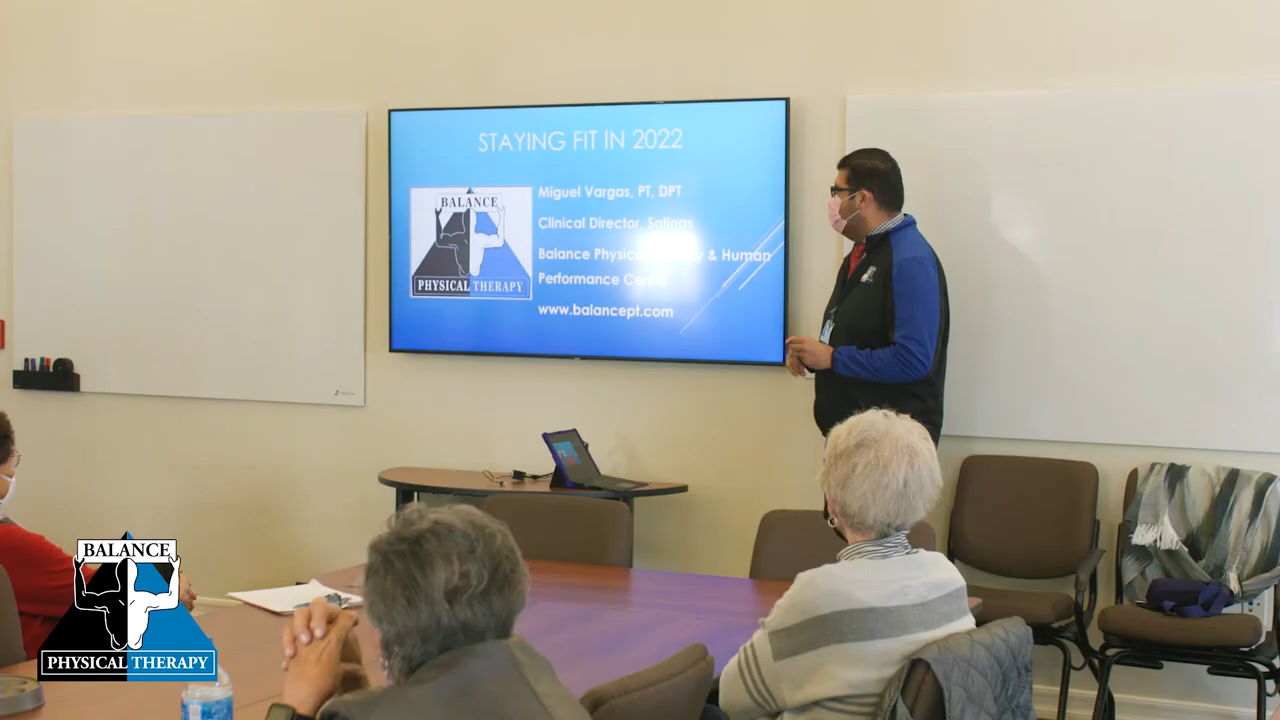 STAYING FIT IN 2022
BALANCE
PHYSICAL THERAPY
Miguel Vargas, PT, DPT
Clinical Director, Salinas
Balance Physical & Human
Performance Center
www.balancept.com
BALANCE
PHYSICAL THERAPY